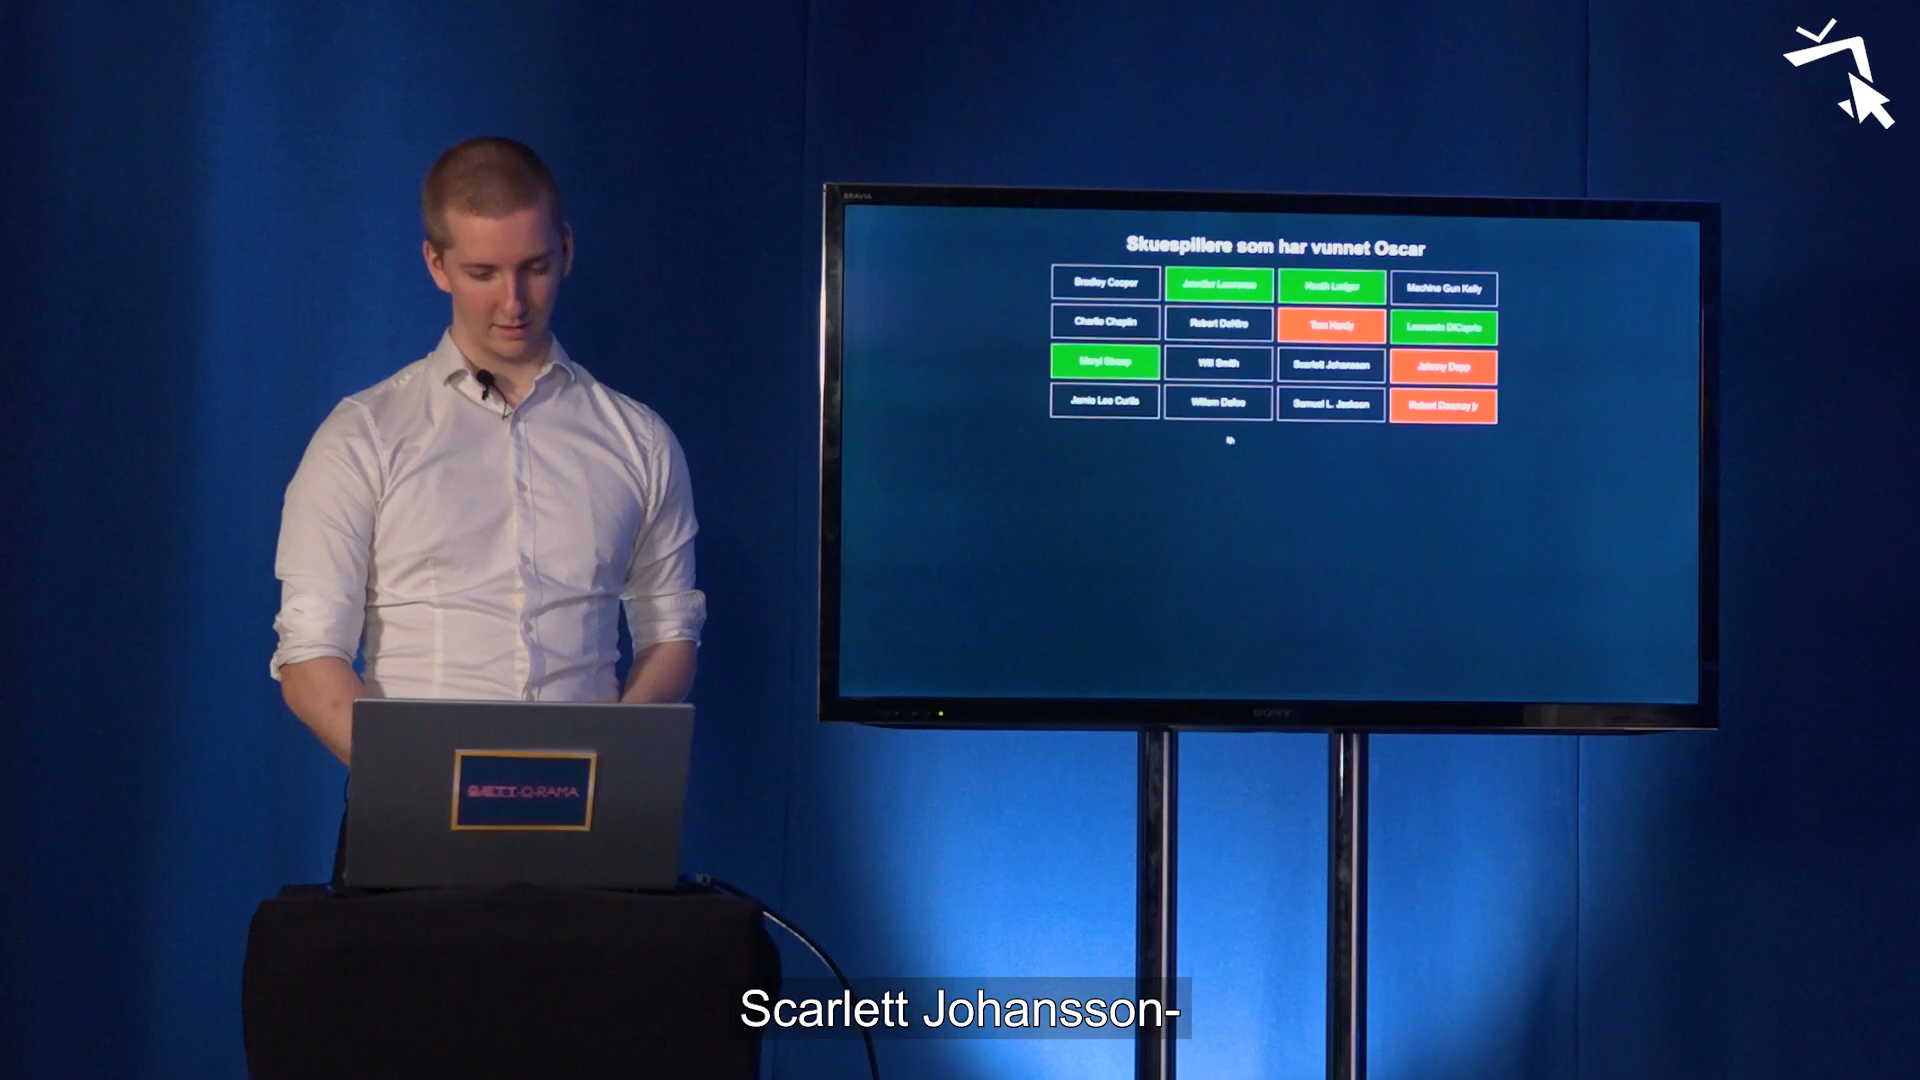 BRAVIA
Skuespillere som har vunnet Oscar
Bradley Cooper
Jennifer Lawrence
Heath Ledger
Machine Gun Kelly
Charlie Chaplin
Robert DeNiro
Tom Hardy
Leonardo DiCaprio
Meryl Streep
Will Smith
Scarlett Johansson
Johnny Depp
Jamie Lee Curtis
Willem Dafoe
Samuel L. Jackson
Robert Downey jr
SONY
GJETT-O-RAMA
Scarlett Johansson-